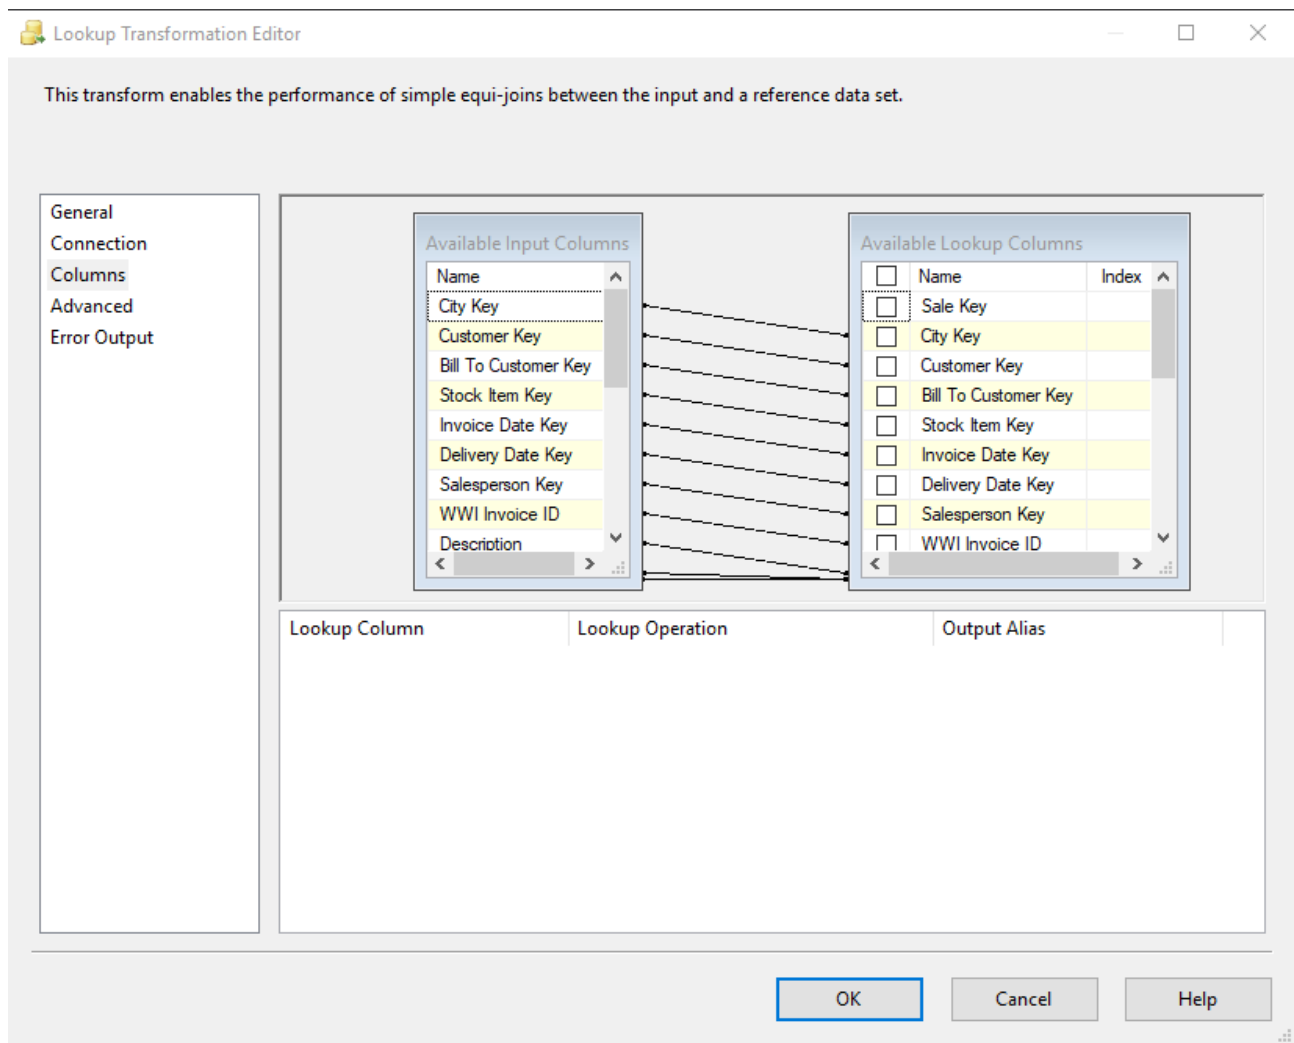 Lookup Transformation Editor
This transform enables the performance of simple equi-joins between the input and a reference data set.
General
Connection
Columns
Advanced
Error Output
Available Input Columns
Name
City Key
Customer Key
Bill To Customer Key
Stock Item Key
Invoice Date Key
Delivery Date Key
Salesperson Key
WWI Invoice ID
Description
Available Lookup Columns
Name Index
Sale Key
City Key
Customer Key
Bill To Customer Key
Stock Item Key
Invoice Date Key
Delivery Date Key
Salesperson Key
WWI Invoice ID
Lookup Column Lookup Operation Output Alias
OK Cancel Help